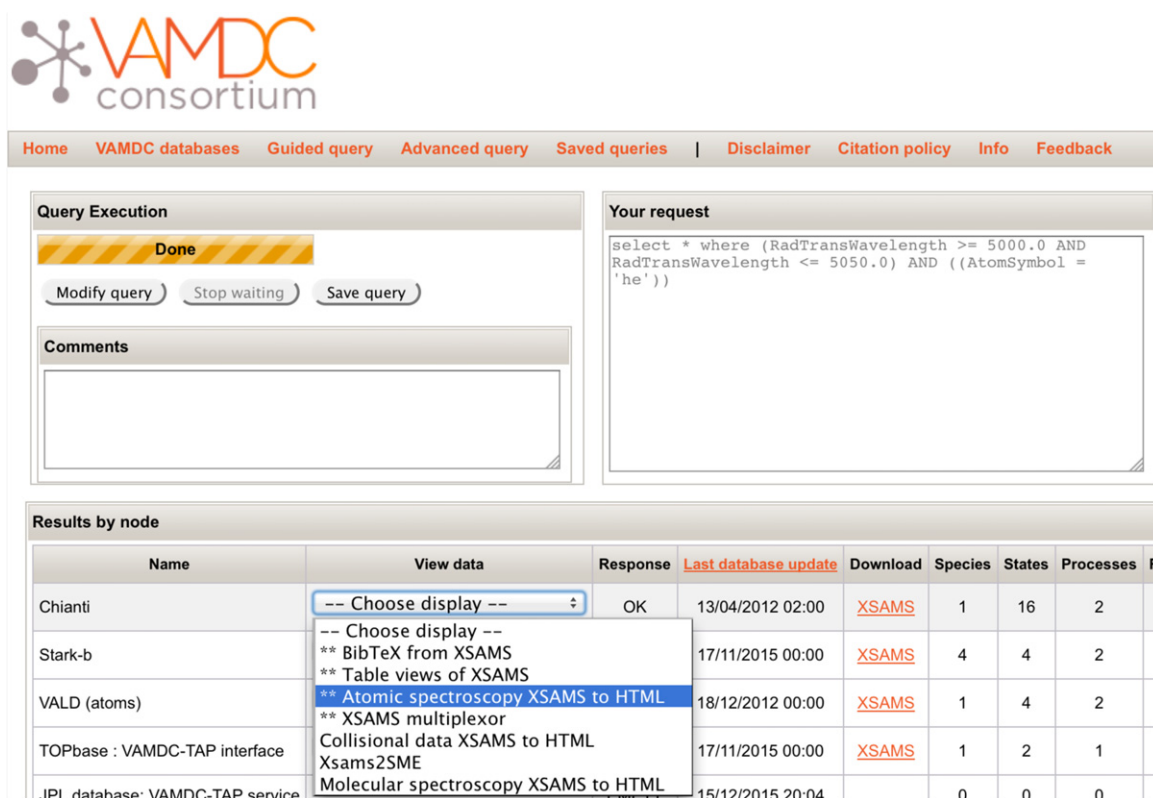 VAMDC
consortium
Home VAMDC databases Guided query Advanced query Saved queries | Disclaimer Citation policy Info Feedback
Query Execution
Done
Modify query Stop waiting Save query
Comments
Your request
select * where (RadTransWavelength >= 5000.0 AND
RadTransWavelength <= 5050.0) AND ((AtomSymbol =
'he'))
Results by node
Name View data Response Last database update Download Species States Processes
Chianti -- Choose display -- OK 13/04/2012 02:00 XSAMS 1 16 2
-- Choose display --
** BibTeX from XSAMS
** Table views of XSAMS
** Atomic spectroscopy XSAMS to HTML
** XSAMS multiplexor
Collisional data XSAMS to HTML
Xsams2SME
Molecular spectroscopy XSAMS to HTML
Stark-b 17/11/2015 00:00 XSAMS 4 4 2
VALD (atoms) 18/12/2012 00:00 XSAMS 1 4 2
TOPbase : VAMDC-TAP interface 17/11/2015 00:00 XSAMS 1 2 1
JPL database: VAMDC-TAP service 15/12/2015 20:04 0 0 0